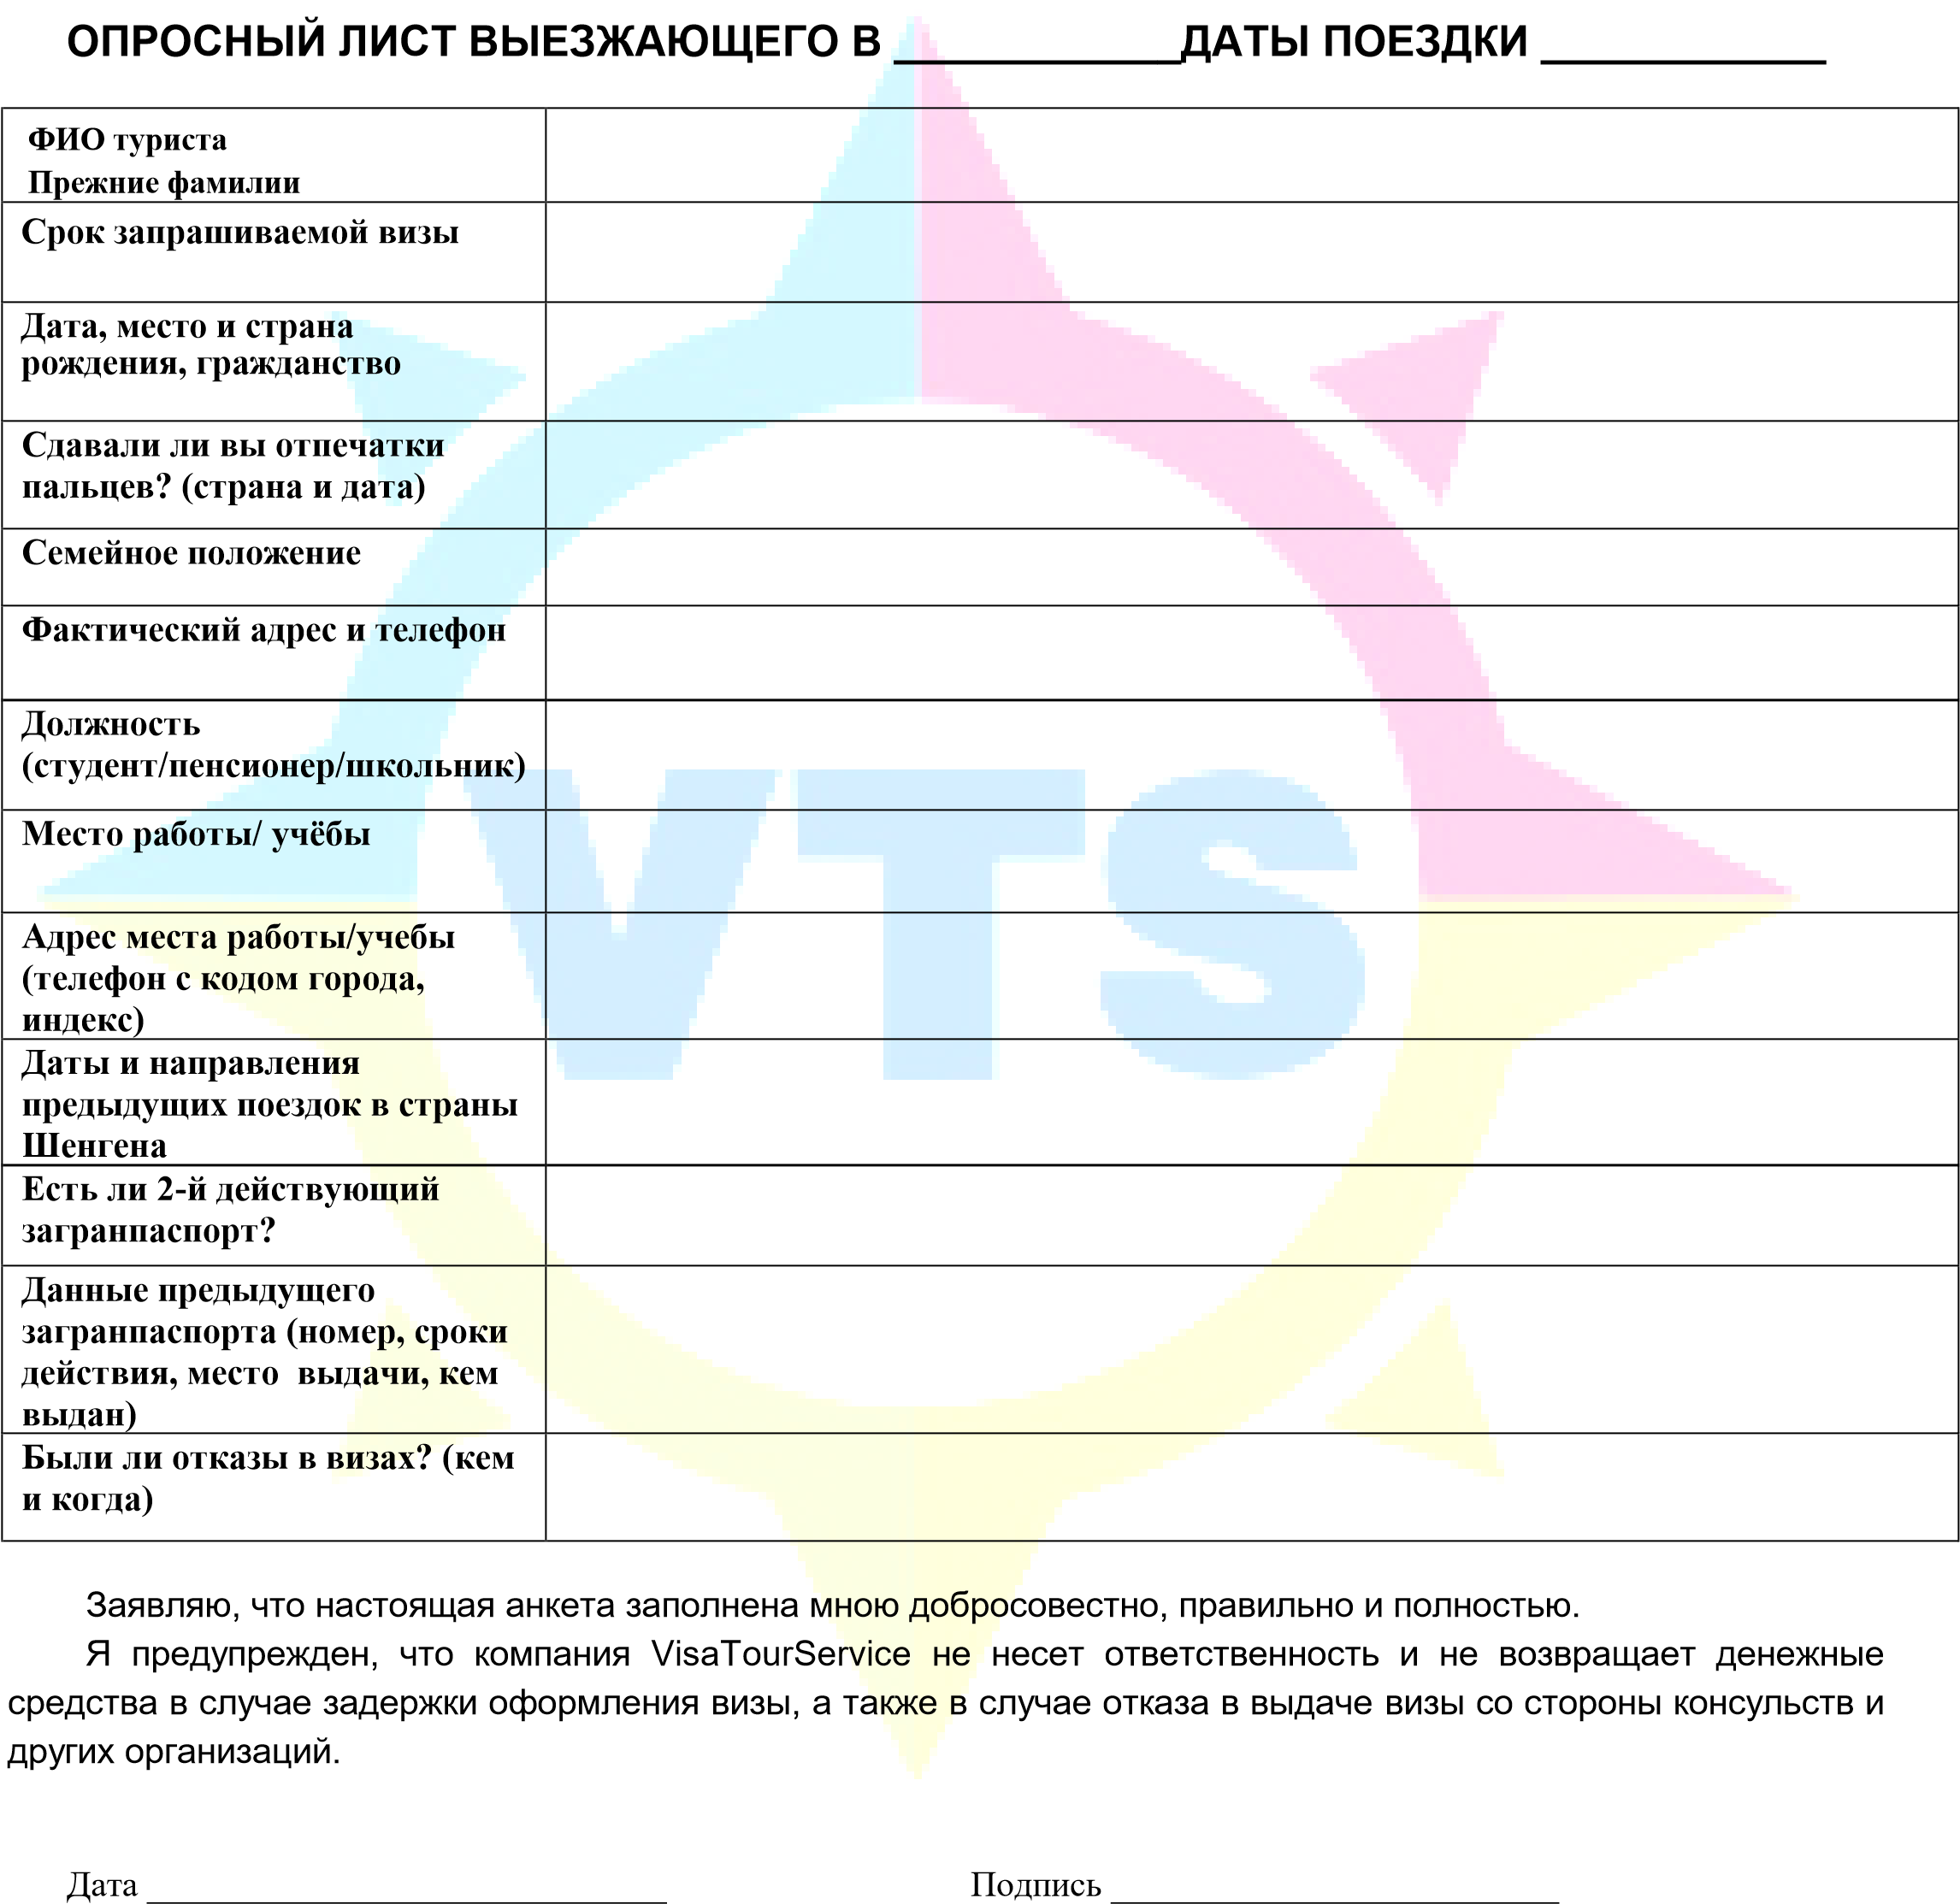 ОПРОСНЫЙ ЛИСТ ВЫЕЗЖАЮЩЕГО В ____________ДАТЫ ПОЕЗДКИ ____________
ФИО туриста
Прежние фамилии
Срок запрашиваемой визы
Дата, место и страна
рождения, гражданство
Сдавали ли вы отпечатки
пальцев? (страна и дата)
Семейное положение
Фактический адрес и телефон
Должность
(студент/пенсионер/школьник)
VTS
Место работы/ учёбы
Адрес места работы/учебы
(телефон с кодом города,
индекс)
Даты и направления
предыдущих поездок в страны
Шенгена
Есть ли 2-й действующий
загранпаспорт?
Данные предыдущего
загранпаспорта (номер, сроки
действия, место  выдачи, кем
выдан)
Были ли отказы в визах? (кем
и когда)
Заявляю, что настоящая анкета заполнена мною добросовестно, правильно и полностью.
Я предупрежден, что компания VisaTourService не несет ответственность и не возвращает денежные
средства в случае задержки оформления визы, а также в случае отказа в выдаче визы со стороны консульств и
других организаций.
Дата ____________ Подпись ____________